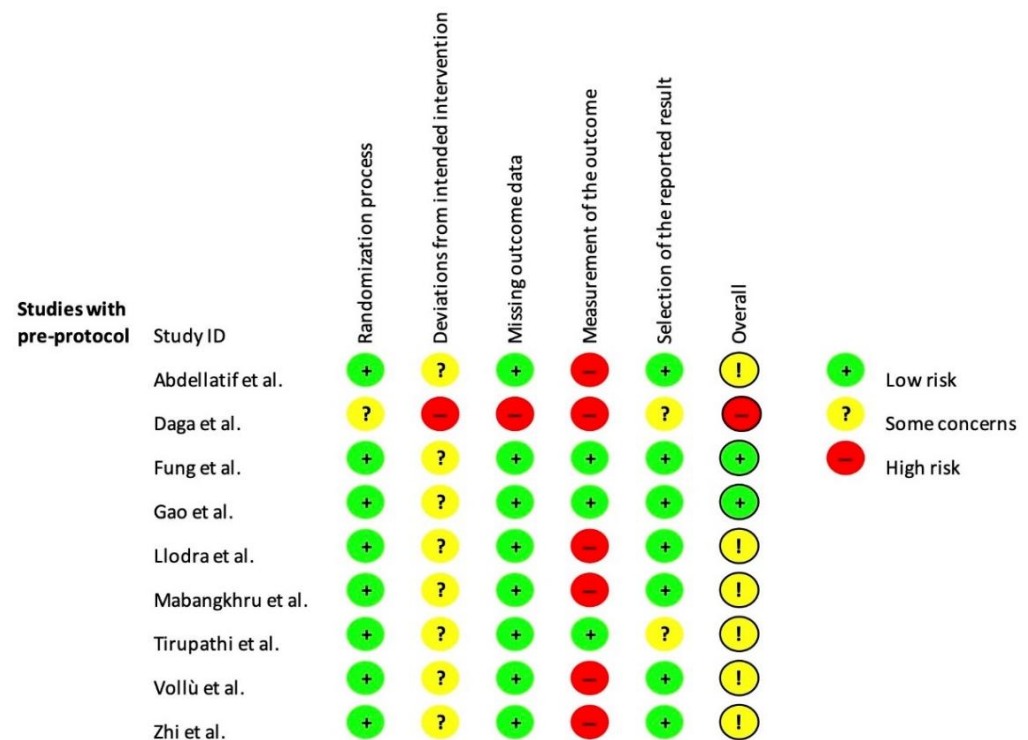 Randomization process
Deviations from intended intervention
Missing outcome data
Measurement of the outcome
Selection of the reported result
Overall
Studies with
pre-protocol
Study ID
Abdellatif et al. + ? + − + !
Daga et al. ? − − − ? −
Fung et al. + ? + + + +
Gao et al. + ? + + + +
Llodra et al. + ? + − + !
Mabangkhru et al. + ? + − + !
Tirupathi et al. + ? + + ? !
Vollù et al. + ? + − + !
Zhi et al. + ? + − + !
+ Low risk
? Some concerns
− High risk